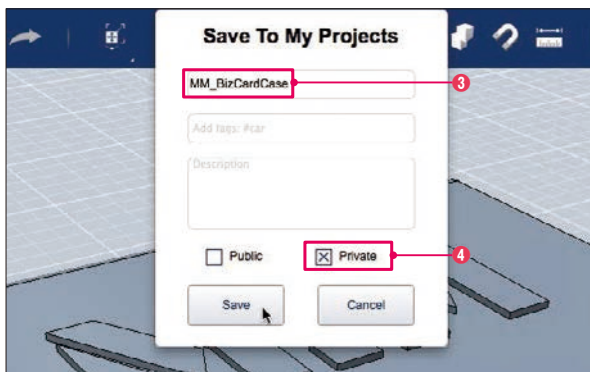 Save To My Projects
MM_BizCardCase
3
Add tags: #car
Description
Public
Private
4
Save
Cancel